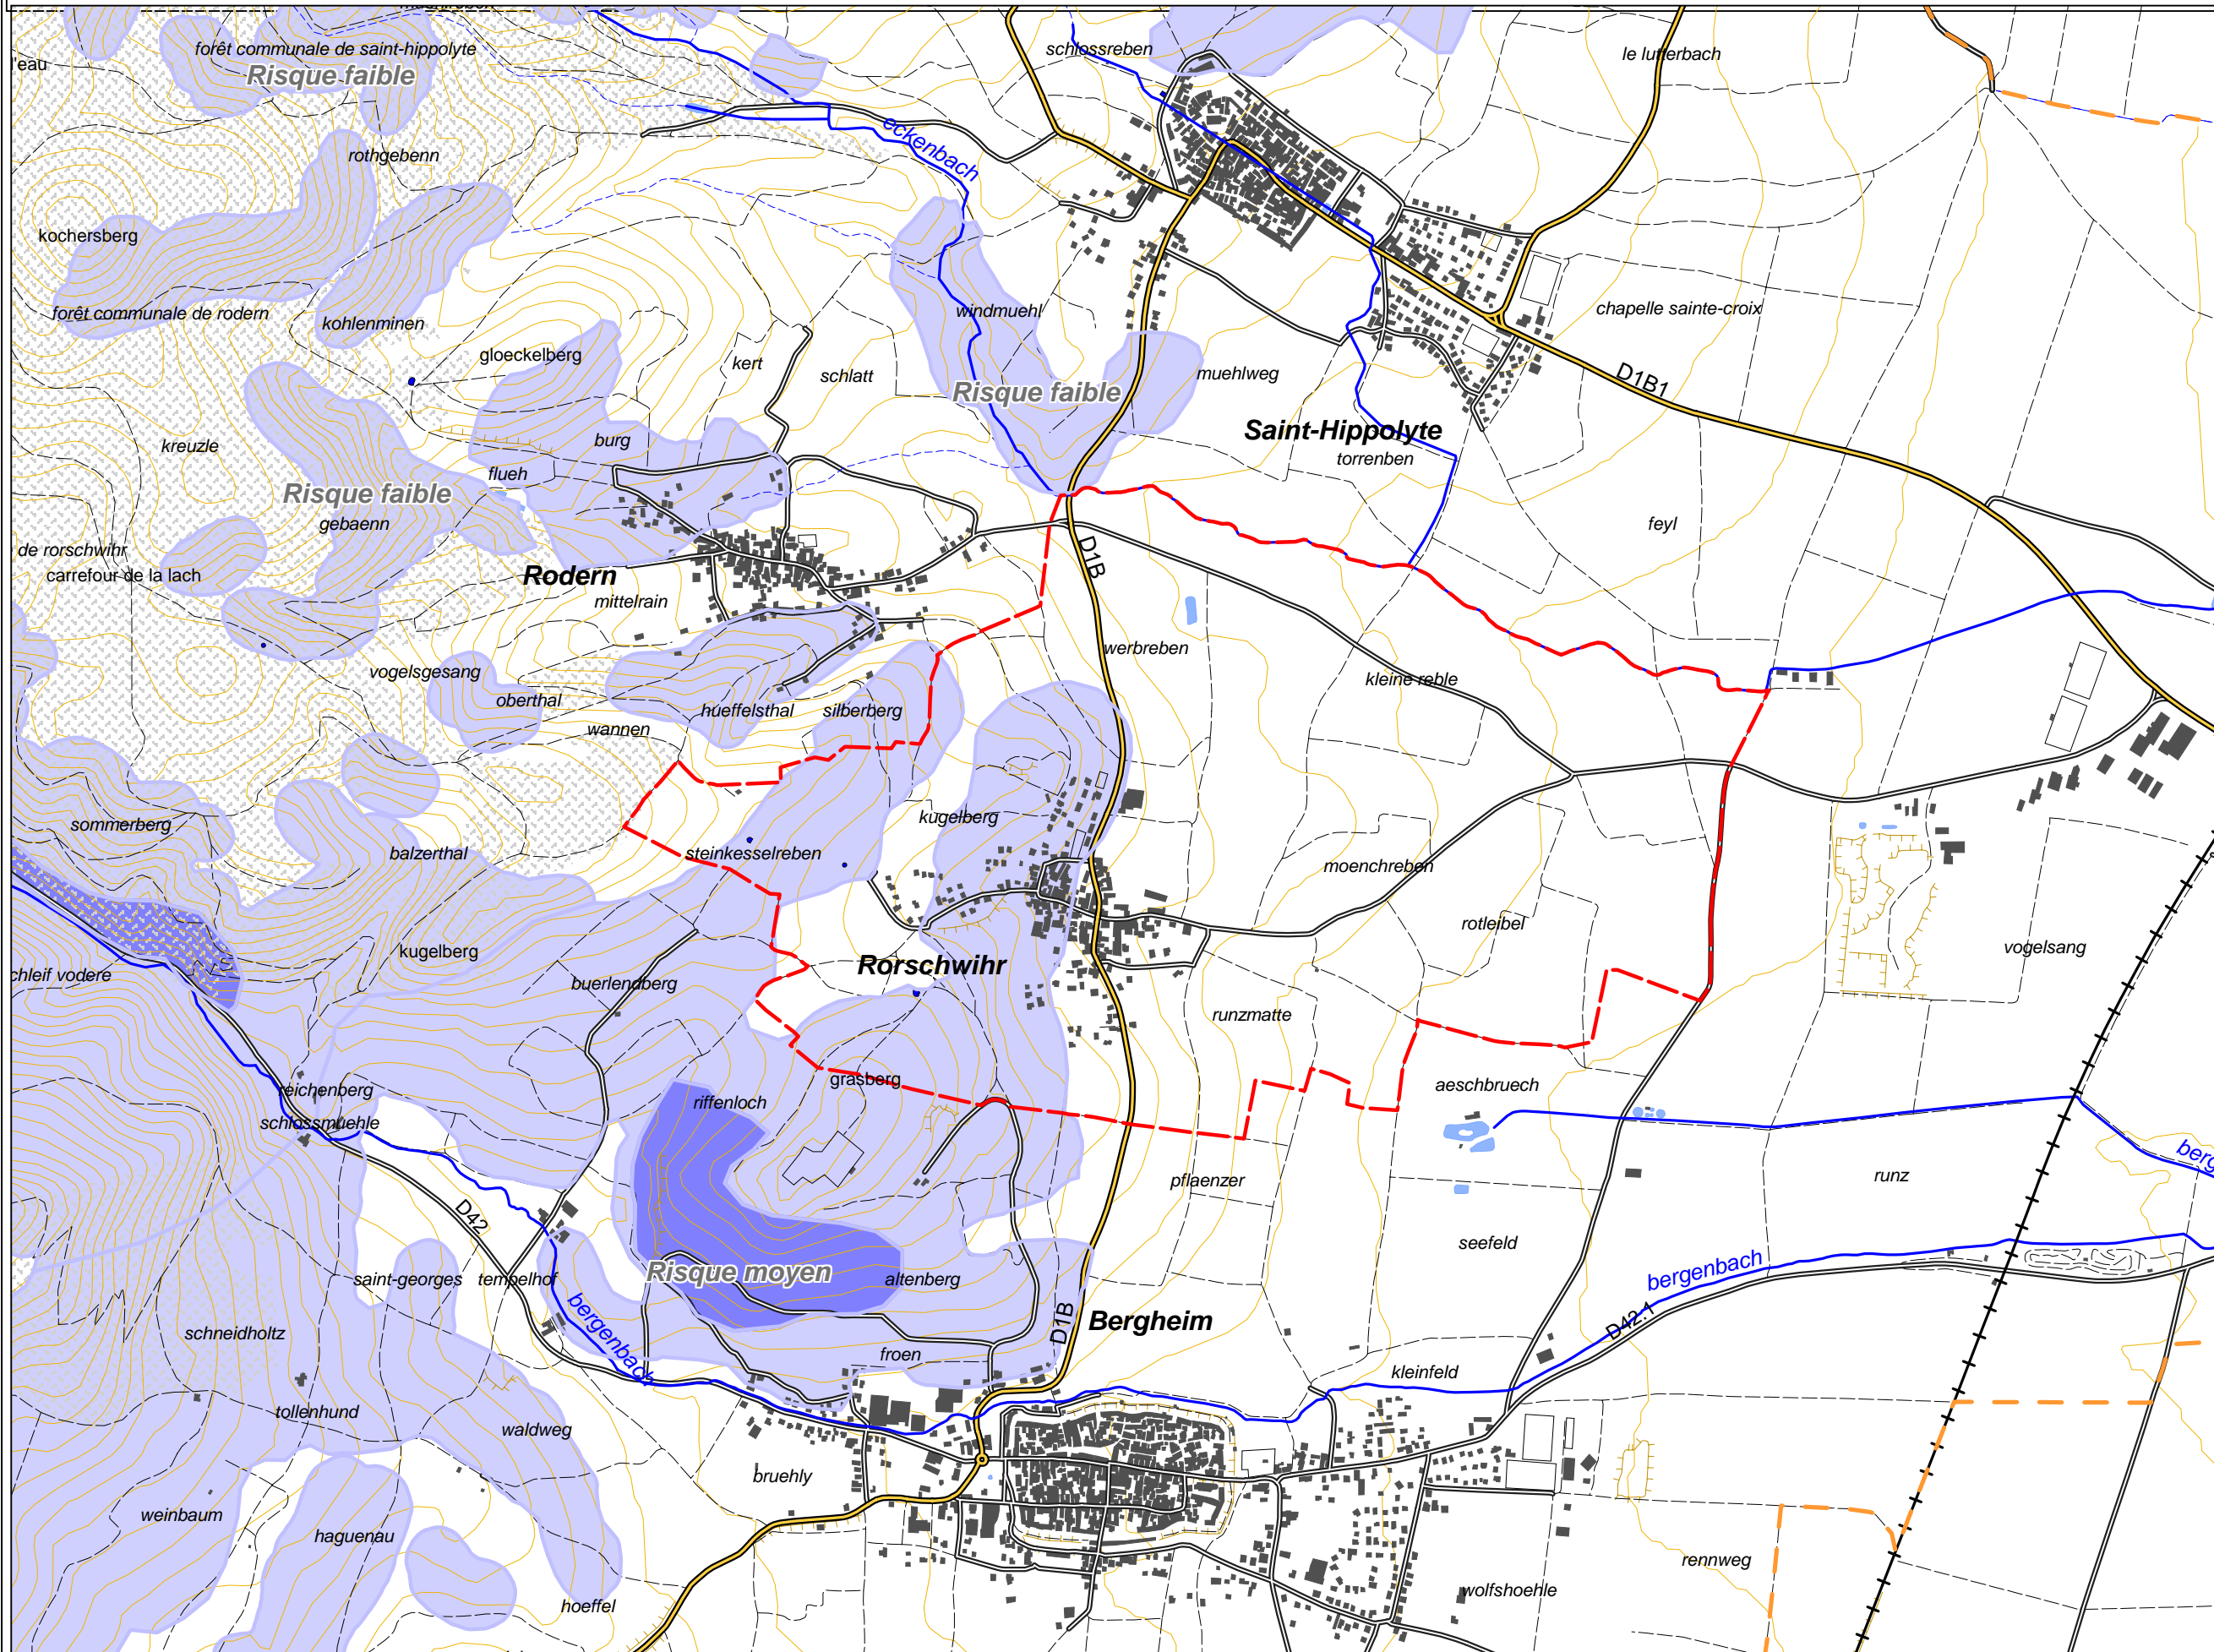 forêt communale de saint-hippolyte
Risque faible
schlossreben
le lutterbach
l'eau
rothgebenn
eckenbach
kochersberg
forêt communale de rodern
kohlenminen
windmuehl
chapelle sainte-croix
gloeckelberg
kert
schlatt
Risque faible
muehlweg
D1B1
kreuzle
burg
flueh
Saint-Hippolyte
torrenben
Risque faible
gebaenn
feyl
de rorschwihr
carrefour de la lach
Rodern
mittelrain
D1B
werbreben
vogelsgesang
oberthal
kleine reble
hueffelsthal
silberberg
wannen
sommerberg
balzerthal
kugelberg
steinkesselreben
moenchreben
rotleibel
kugelberg
vogelsang
chleif vodere
buerlendberg
Rorschwihr
runzmatte
reichenberg
schlossmuehle
riffenloch
grasberg
aeschbruech
pflaenzer
runz
berg
D42
seefeld
saint-georges
tempelhof
Risque moyen
altenberg
bergenbach
bergenbach
D1B
Bergheim
D42.1
schneidholtz
froen
kleinfeld
tollenhund
waldweg
bruehly
weinbaum
haguenau
rennweg
hoeffel
wolfshoehle